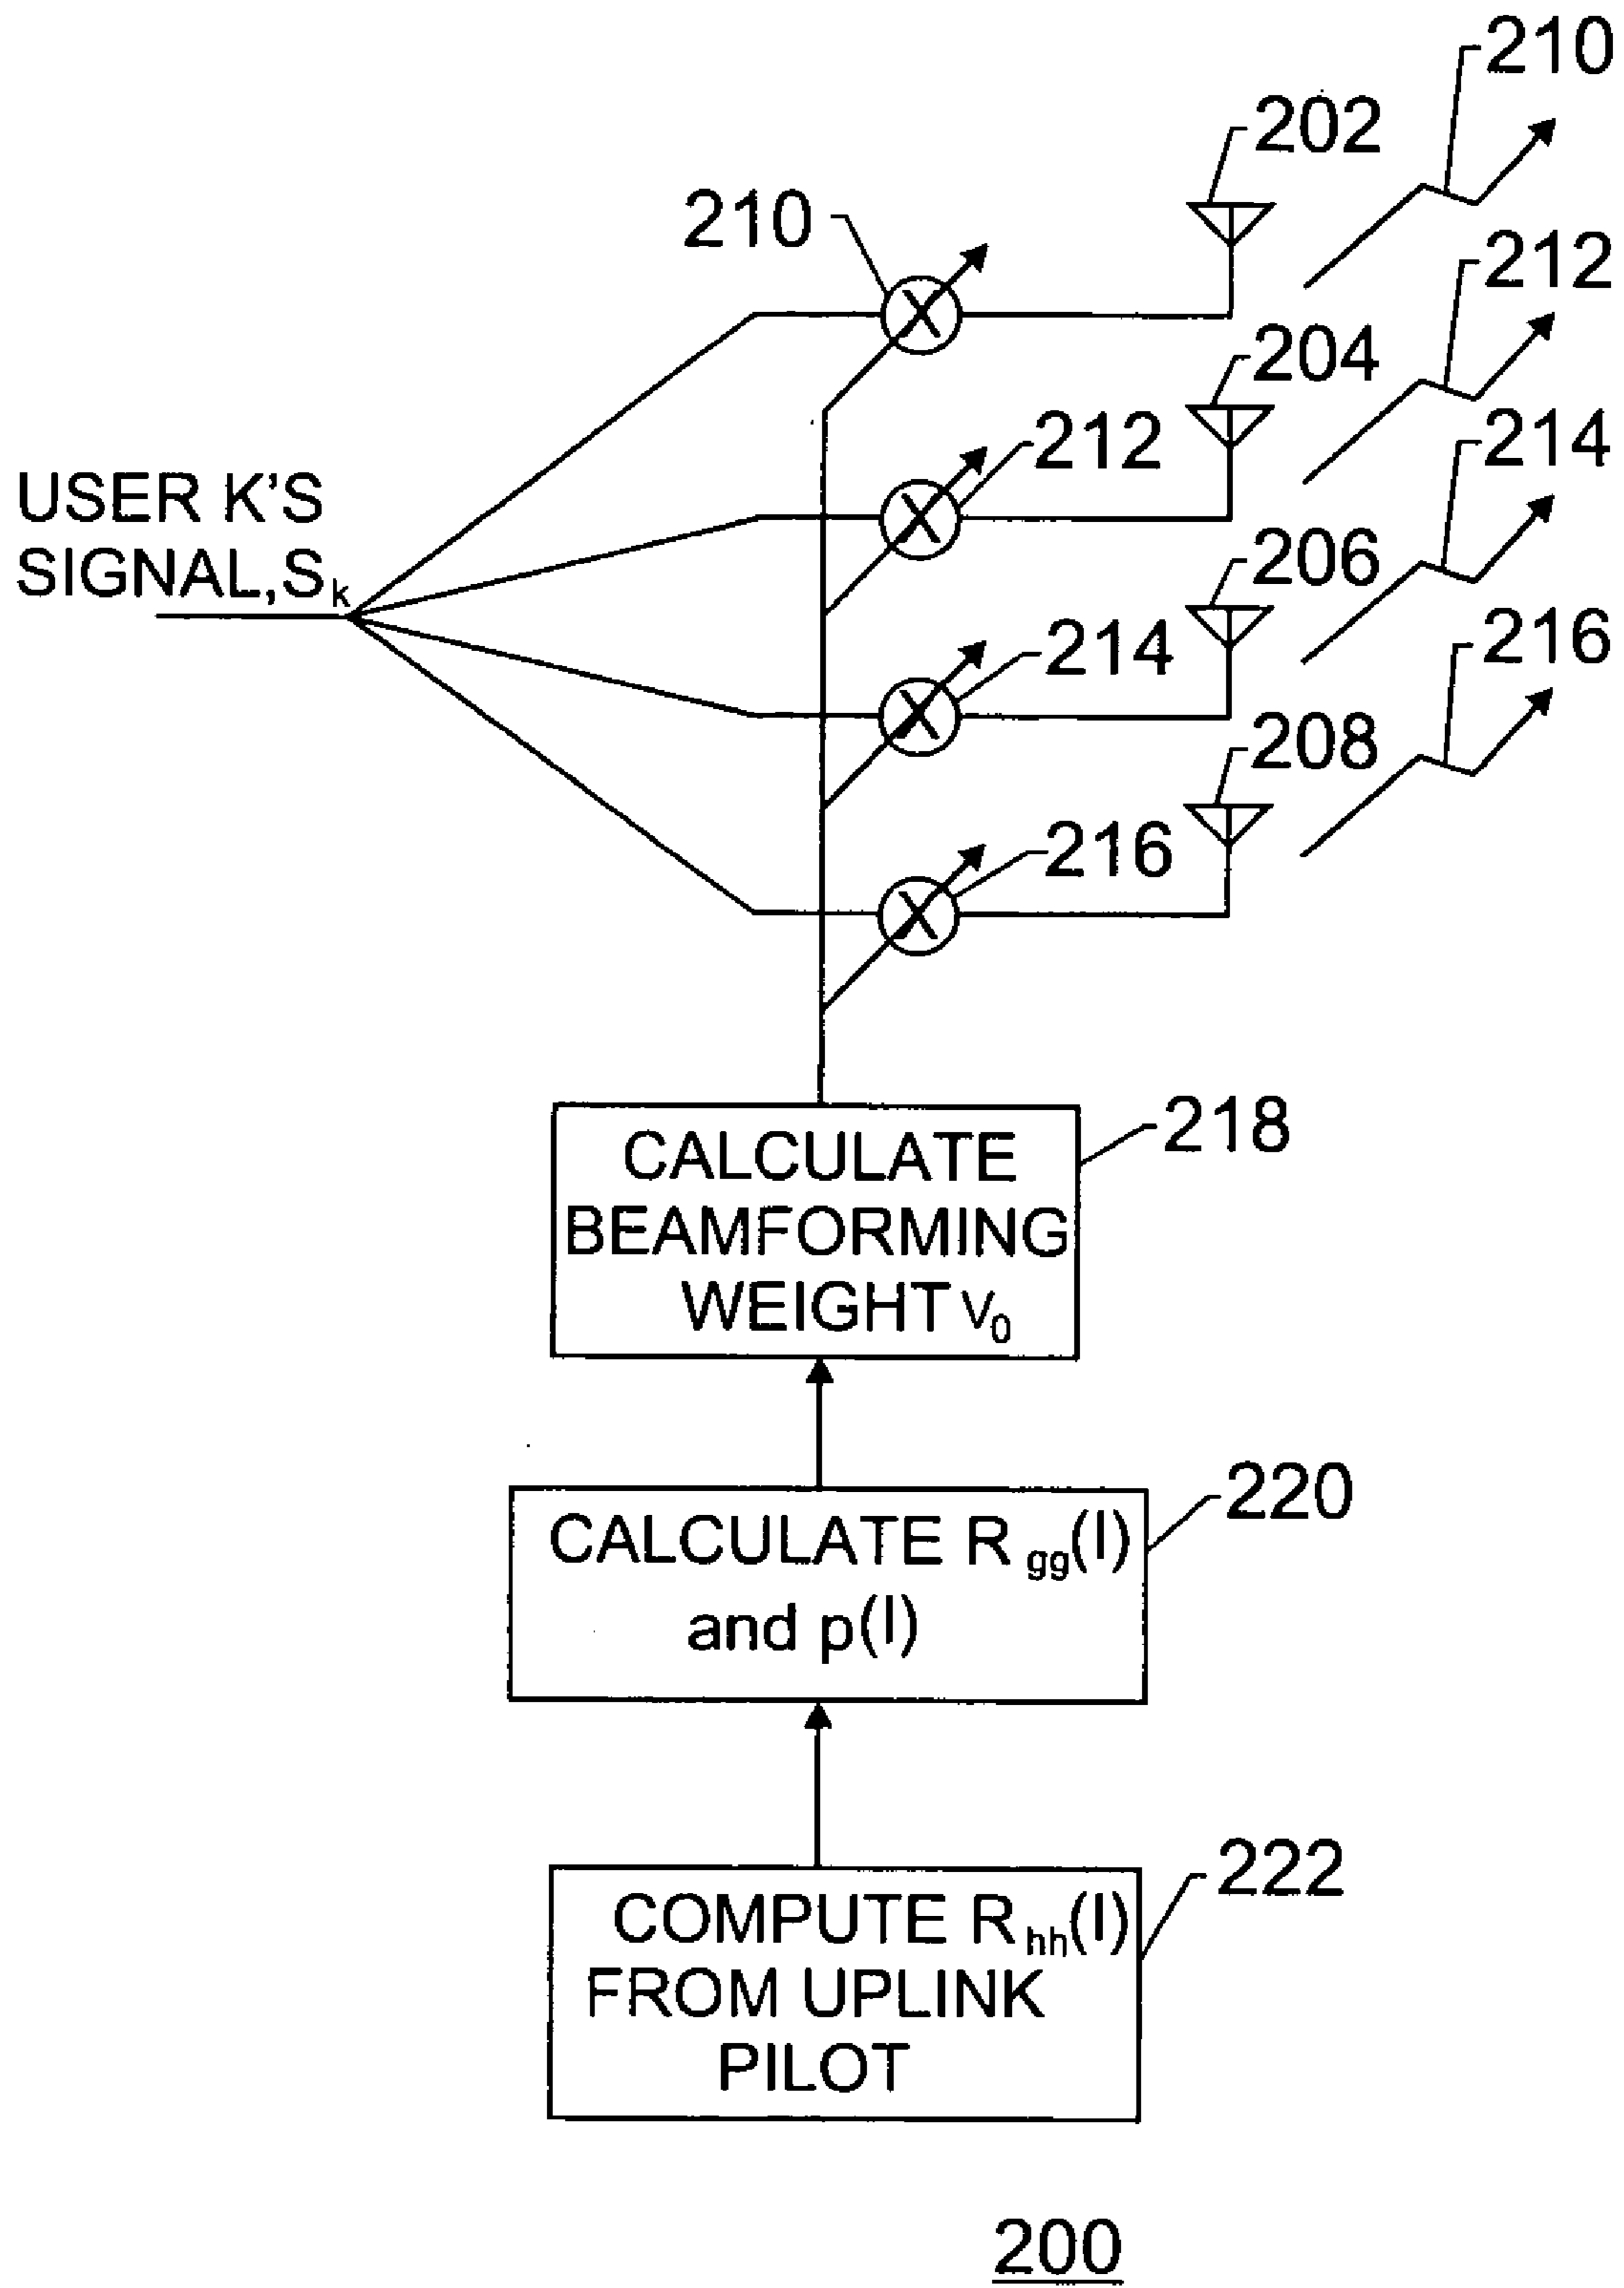 210
202
210
212
204
212
214
USER K'S
SIGNAL,Sk
206
214
216
208
216
CALCULATE
BEAMFORMING
WEIGHT V0
218
CALCULATE Rgg(l)
and p(l)
220
COMPUTE Rhh(l)
FROM UPLINK
PILOT
222
200